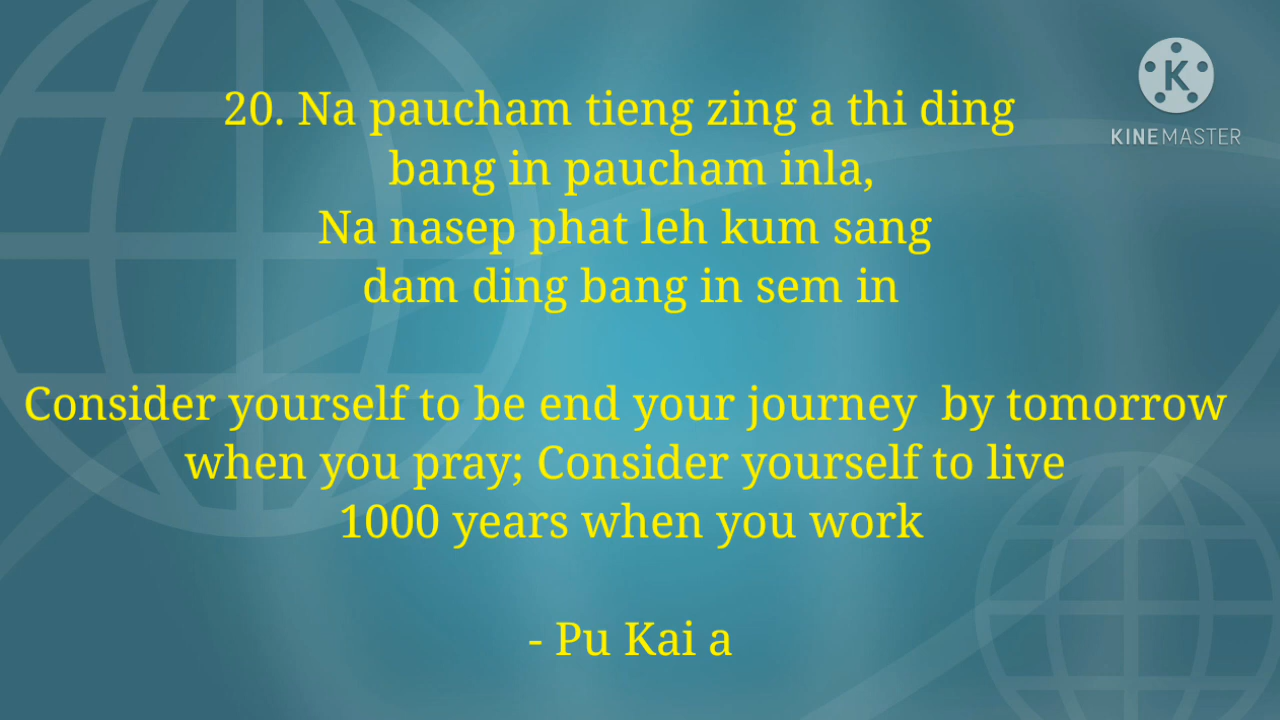 20. Na paucham tieng zing a thi ding
bang in paucham inla,
Na nasep phat leh kum sang
dam ding bang in sem in
Consider yourself to be end your journey  by tomorrow
when you pray; Consider yourself to live
1000 years when you work
- Pu Kai a
K
KINEMASTER